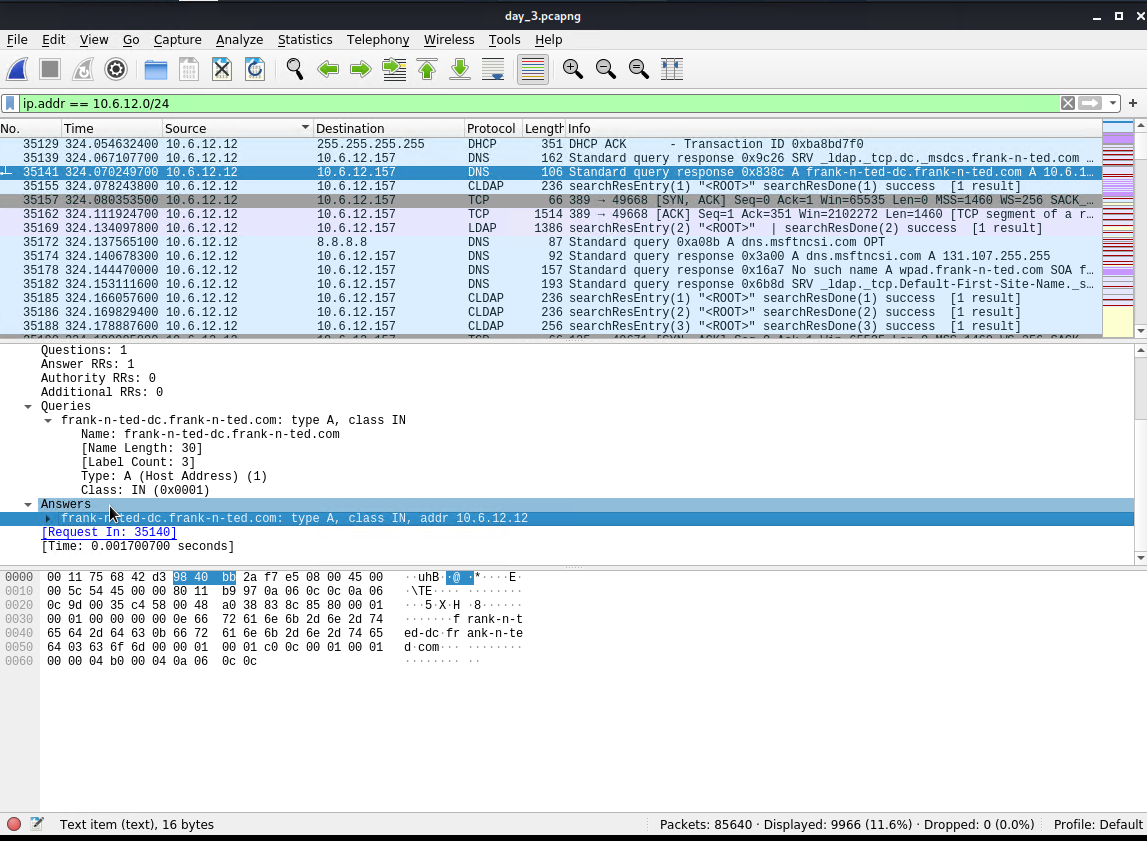 day_3.pcapng
File Edit View Go Capture Analyze Statistics Telephony Wireless Tools Help
ip.addr == 10.6.12.0/24
No. Time Source Destination Protocol Length Info
35129 324.054632400 10.6.12.12 255.255.255.255 DHCP 351 DHCP ACK - Transaction ID 0xba8bd7f0
35139 324.067107700 10.6.12.12 10.6.12.157 DNS 162 Standard query response 0x9c26 SRV _ldap._tcp.dc._msdcs.frank-n-ted.com …
35141 324.070249700 10.6.12.12 10.6.12.157 DNS 106 Standard query response 0x838c A frank-n-ted-dc.frank-n-ted.com A 10.6.1…
35155 324.078243800 10.6.12.12 10.6.12.157 CLDAP 236 searchResEntry(1) "<ROOT>" searchResDone(1) success [1 result]
35157 324.080353500 10.6.12.12 10.6.12.157 TCP 66 389 → 49668 [SYN, ACK] Seq=0 Ack=1 Win=65535 Len=0 MSS=1460 WS=256 SACK_…
35162 324.111924700 10.6.12.12 10.6.12.157 TCP 1514 389 → 49668 [ACK] Seq=1 Ack=351 Win=2102272 Len=1460 [TCP segment of a r…
35169 324.134097800 10.6.12.12 10.6.12.157 LDAP 1386 searchResEntry(2) "<ROOT>" | searchResDone(2) success [1 result]
35172 324.137565100 10.6.12.12 8.8.8.8 DNS 87 Standard query 0xa08b A dns.msftncsi.com OPT
35174 324.140678300 10.6.12.12 10.6.12.157 DNS 92 Standard query response 0x3a00 A dns.msftncsi.com A 131.107.255.255
35178 324.144470000 10.6.12.12 10.6.12.157 DNS 157 Standard query response 0x16a7 No such name A wpad.frank-n-ted.com SOA f…
35182 324.153111600 10.6.12.12 10.6.12.157 DNS 193 Standard query response 0x6b8d SRV _ldap._tcp.Default-First-Site-Name._s…
35185 324.166057600 10.6.12.12 10.6.12.157 CLDAP 236 searchResEntry(1) "<ROOT>" searchResDone(1) success [1 result]
35186 324.169829400 10.6.12.12 10.6.12.157 CLDAP 236 searchResEntry(2) "<ROOT>" searchResDone(2) success [1 result]
35188 324.178887600 10.6.12.12 10.6.12.157 CLDAP 256 searchResEntry(3) "<ROOT>" searchResDone(3) success [1 result]
Questions: 1
Answer RRs: 1
Authority RRs: 0
Additional RRs: 0
Queries
frank-n-ted-dc.frank-n-ted.com: type A, class IN
Name: frank-n-ted-dc.frank-n-ted.com
[Name Length: 30]
[Label Count: 3]
Type: A (Host Address) (1)
Class: IN (0x0001)
Answers
frank-n-ted-dc.frank-n-ted.com: type A, class IN, addr 10.6.12.12
[Request In: 35140]
[Time: 0.001700700 seconds]
0000 00 11 75 68 42 d3 98 40 bb 2a f7 e5 08 00 45 00 ··uhB··@ ·*····E·
0010 00 5c 54 45 00 00 80 11 b9 97 0a 06 0c 0c 0a 06 ·\TE···· ········
0020 0c 9d 00 35 c4 58 00 48 a0 38 83 8c 85 80 00 01 ···5·X·H ·8······
0030 00 01 00 00 00 00 0e 66 72 61 6e 6b 2d 6e 2d 74 ·······f rank-n-t
0040 65 64 2d 64 63 0b 66 72 61 6e 6b 2d 6e 2d 74 65 ed-dc·fr ank-n-te
0050 64 03 63 6f 6d 00 00 01 00 01 c0 0c 00 01 00 01 d·com··· ········
0060 00 00 04 b0 00 04 0a 06 0c 0c ········ ··
Text item (text), 16 bytes Packets: 85640 · Displayed: 9966 (11.6%) · Dropped: 0 (0.0%) Profile: Default